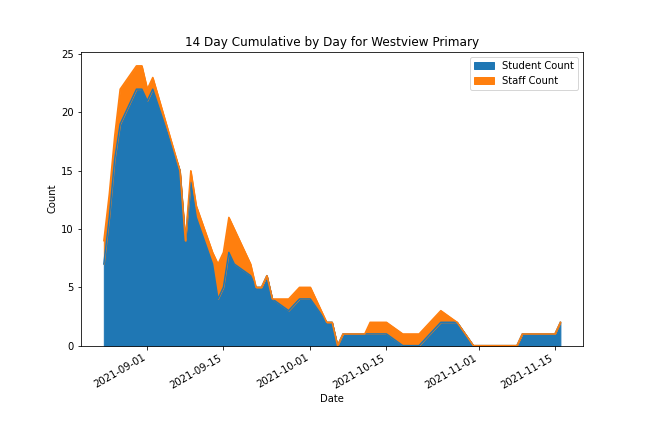 14 Day Cumulative by Day for Westview Primary
Student Count
Staff Count
25
20
15
10
5
0
Count
2021-09-01
2021-09-15
2021-10-01
2021-10-15
2021-11-01
2021-11-15
Date